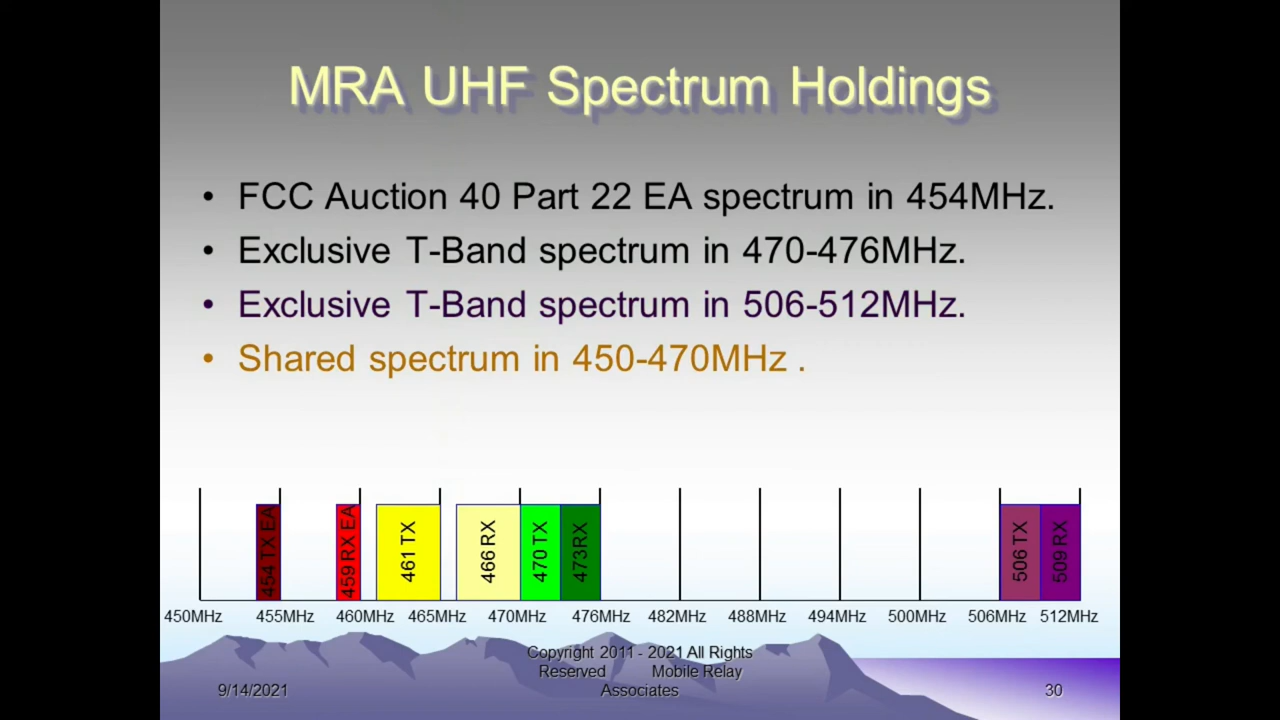 MRA UHF Spectrum Holdings
• FCC Auction 40 Part 22 EA spectrum in 454MHz.
• Exclusive T-Band spectrum in 470-476MHz.
• Exclusive T-Band spectrum in 506-512MHz.
• Shared spectrum in 450-470MHz .
454 TX EA
459 RX EA
461 TX
466 RX
470 TX
473RX
506 TX
509 RX
450MHz 455MHz 460MHz 465MHz 470MHz 476MHz 482MHz 488MHz 494MHz 500MHz 506MHz 512MHz
Copyright 2011 - 2021 All Rights
Reserved Mobile Relay
9/14/2021 Associates 30